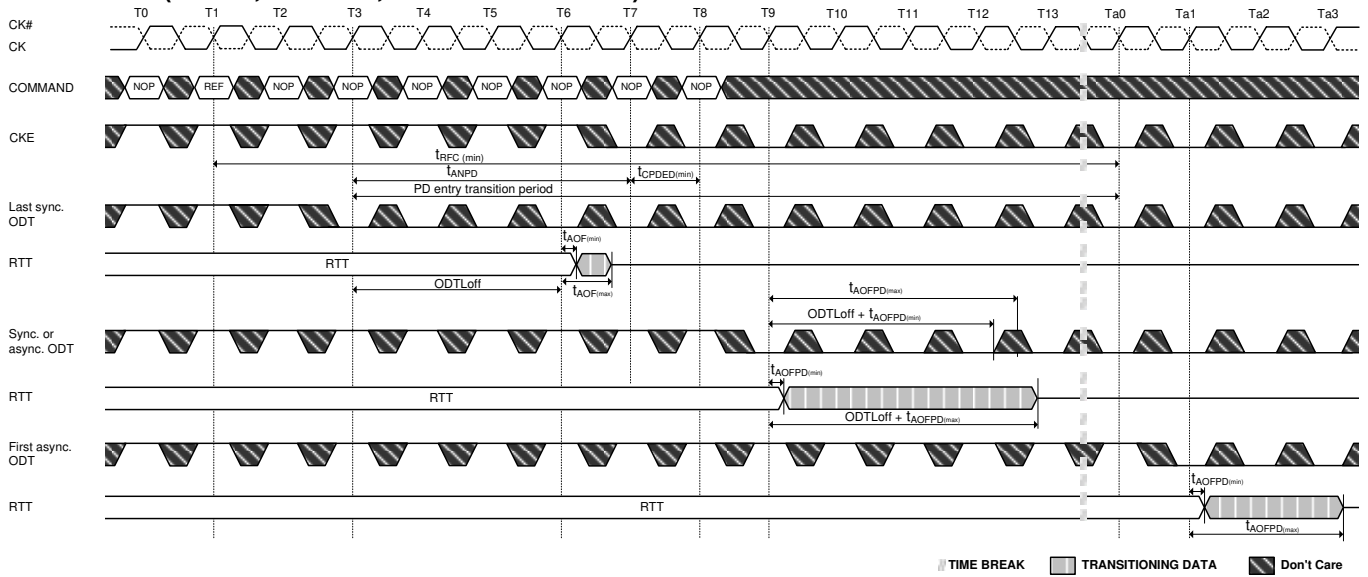 T0 T1 T2 T3 T4 T5 T6 T7 T8 T9 T10 T11 T12 T13 Ta0 Ta1 Ta2 Ta3
CK#
CK
COMMAND NOP REF NOP NOP NOP NOP NOP NOP NOP
CKE
tRFC (min)
tANPD tCPDED(min)
PD entry transition period
Last sync. ODT
tAOF(min)
RTT RTT
ODTLoff tAOF(max)
tAOFPD(max)
ODTLoff + tAOFPD(min)
Sync. or async. ODT
tAOFPD(min)
RTT RTT
ODTLoff + tAOFPD(max)
First async. ODT
tAOFPD(min)
RTT RTT
tAOFPD(max)
TIME BREAK TRANSITIONING DATA Don't Care